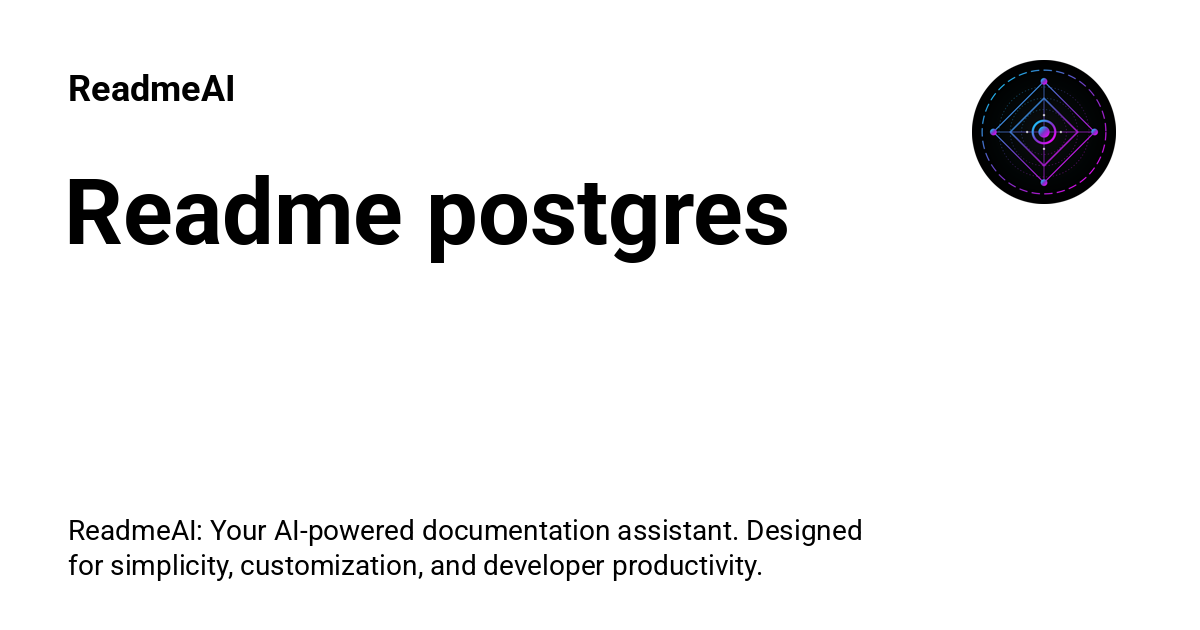 ReadmeAI
Readme postgres
ReadmeAI: Your AI-powered documentation assistant. Designed
for simplicity, customization, and developer productivity.